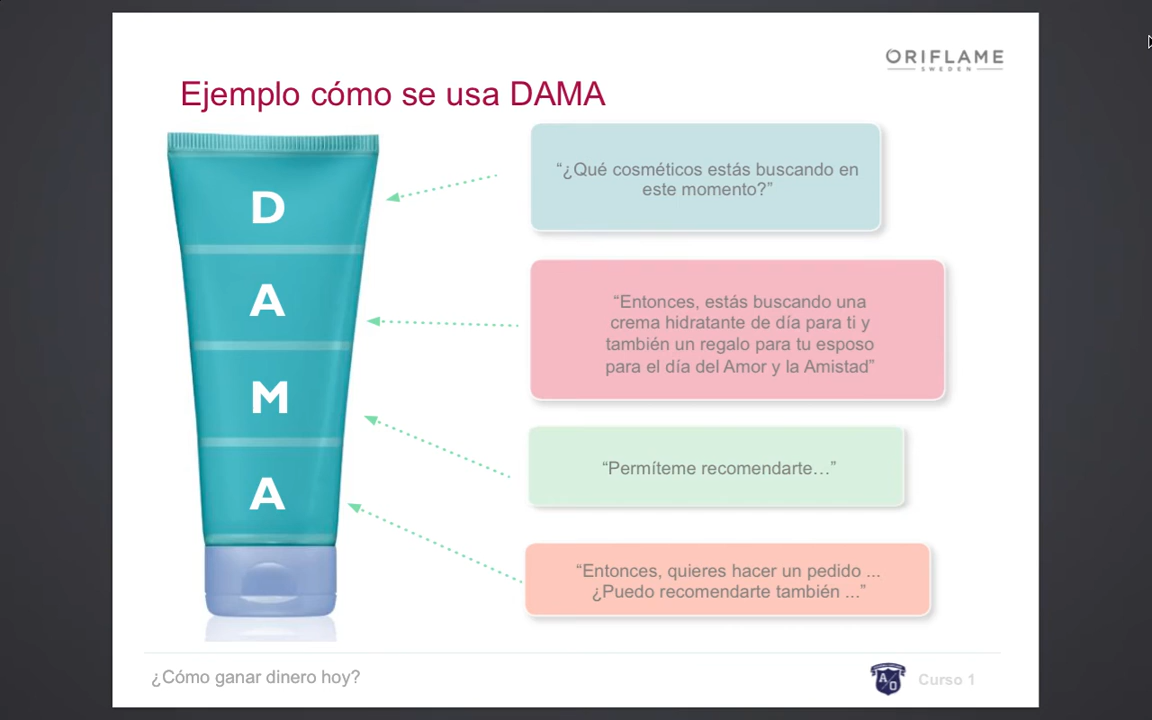 ORIFLAME
SWEDEN
Ejemplo cómo se usa DAMA
D
“¿Qué cosméticos estás buscando en
este momento?”
A
“Entonces, estás buscando una
crema hidratante de día para ti y
también un regalo para tu esposo
para el día del Amor y la Amistad”
M
“Permíteme recomendarte…”
A
“Entonces, quieres hacer un pedido ...
¿Puedo recomendarte también ...”
¿Cómo ganar dinero hoy?
A O
Curso 1